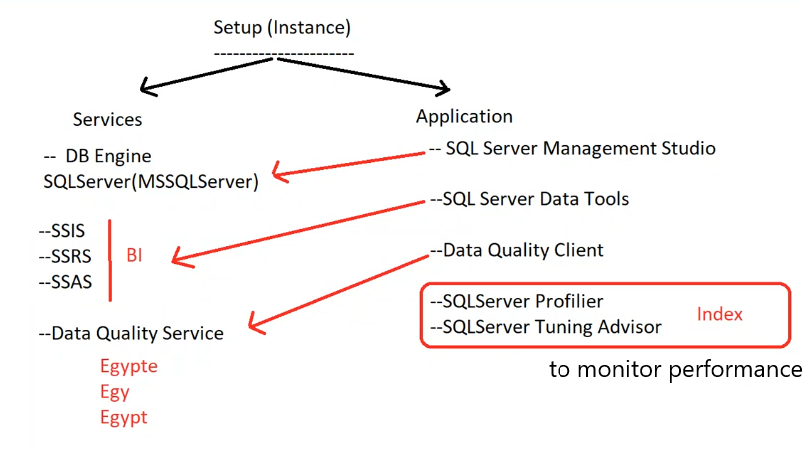 Setup (Instance)
----------------------
Services
-- DB Engine
SQLServer(MSSQLServer)
--SSIS
--SSRS
--SSAS
BI
--Data Quality Service
Egypte
Egy
Egypt
Application
-- SQL Server Management Studio
--SQL Server Data Tools
--Data Quality Client
--SQLServer Profilier
--SQLServer Tuning Advisor
Index
to monitor performance